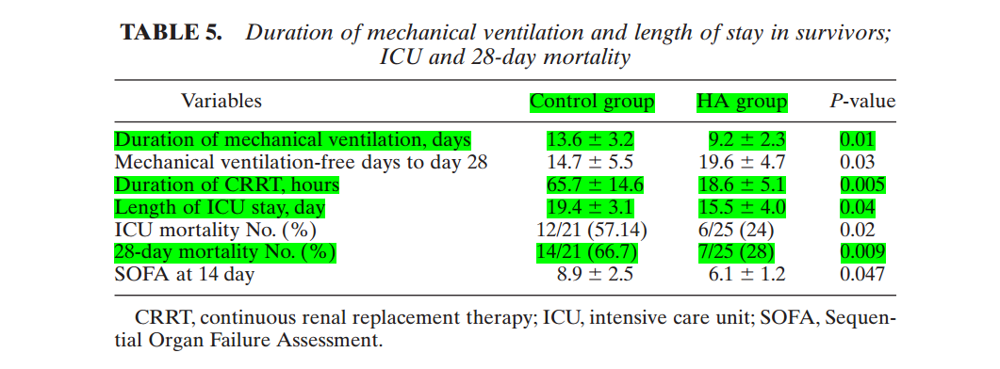 TABLE 5. Duration of mechanical ventilation and length of stay in survivors;
ICU and 28-day mortality
Variables Control group HA group P-value
Duration of mechanical ventilation, days 13.6 ± 3.2 9.2 ± 2.3 0.01
Mechanical ventilation-free days to day 28 14.7 ± 5.5 19.6 ± 4.7 0.03
Duration of CRRT, hours 65.7 ± 14.6 18.6 ± 5.1 0.005
Length of ICU stay, day 19.4 ± 3.1 15.5 ± 4.0 0.04
ICU mortality No. (%) 12/21 (57.14) 6/25 (24) 0.02
28-day mortality No. (%) 14/21 (66.7) 7/25 (28) 0.009
SOFA at 14 day 8.9 ± 2.5 6.1 ± 1.2 0.047
CRRT, continuous renal replacement therapy; ICU, intensive care unit; SOFA, Sequen-
tial Organ Failure Assessment.